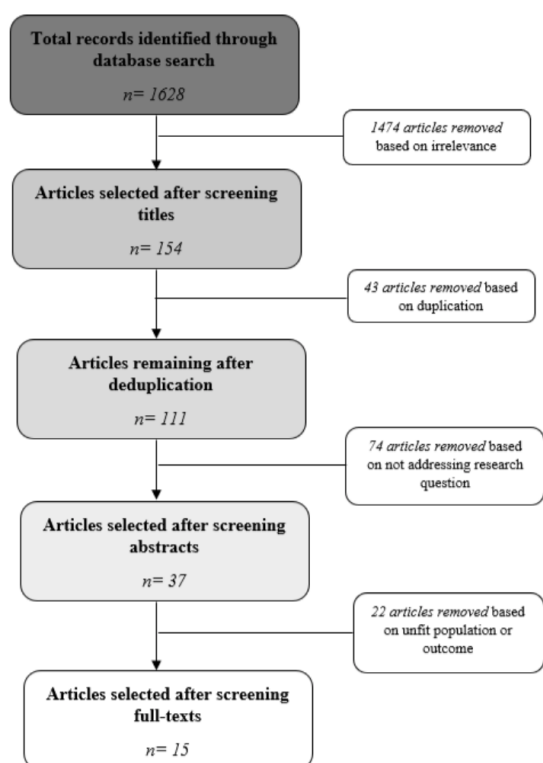 Total records identified through
database search
n= 1628
1474 articles removed
based on irrelevance
Articles selected after screening
titles
n= 154
43 articles removed based
on duplication
Articles remaining after
deduplication
n= 111
74 articles removed based
on not addressing research
question
Articles selected after screening
abstracts
n= 37
22 articles removed based
on unfit population or
outcome
Articles selected after screening
full-texts
n= 15